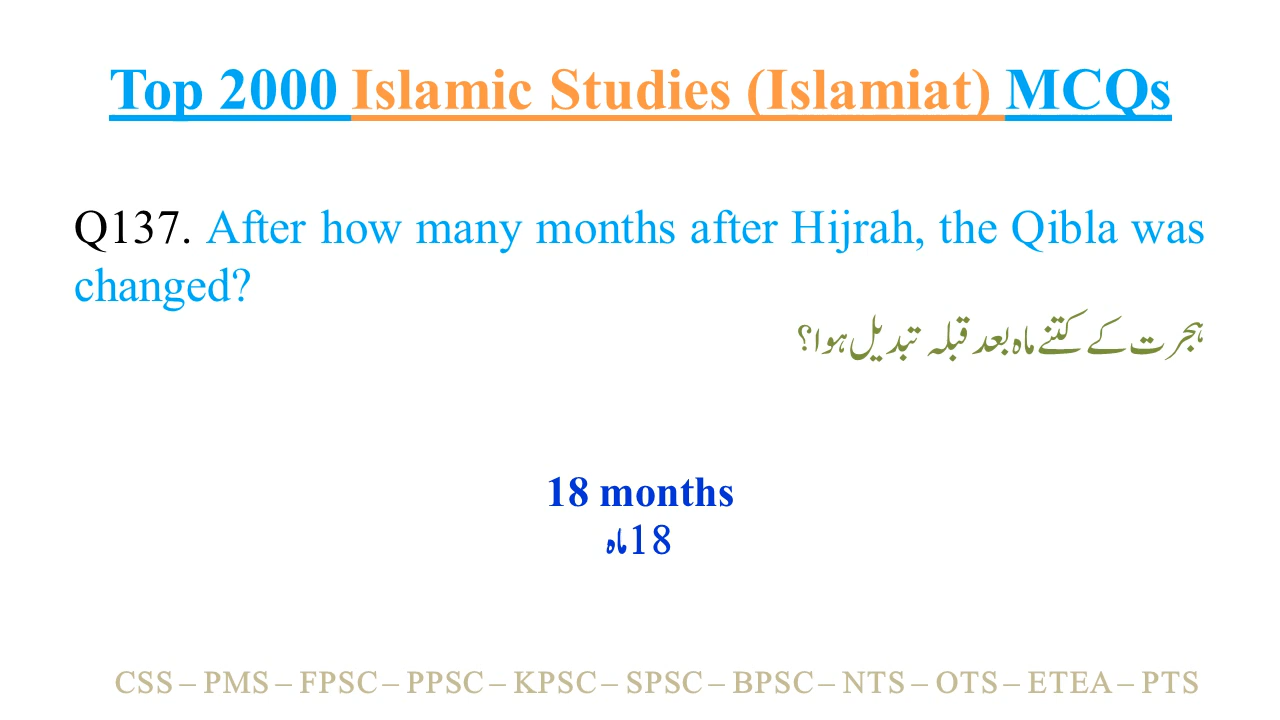 Top 2000 Islamic Studies (Islamiat) MCQs
Q137. After how many months after Hijrah, the Qibla was
changed?
ہجرت کے کتنے ماہ بعد قبلہ تبدیل ہوا؟
18 months
18ماہ
CSS – PMS – FPSC – PPSC – KPSC – SPSC – BPSC – NTS – OTS – ETEA – PTS